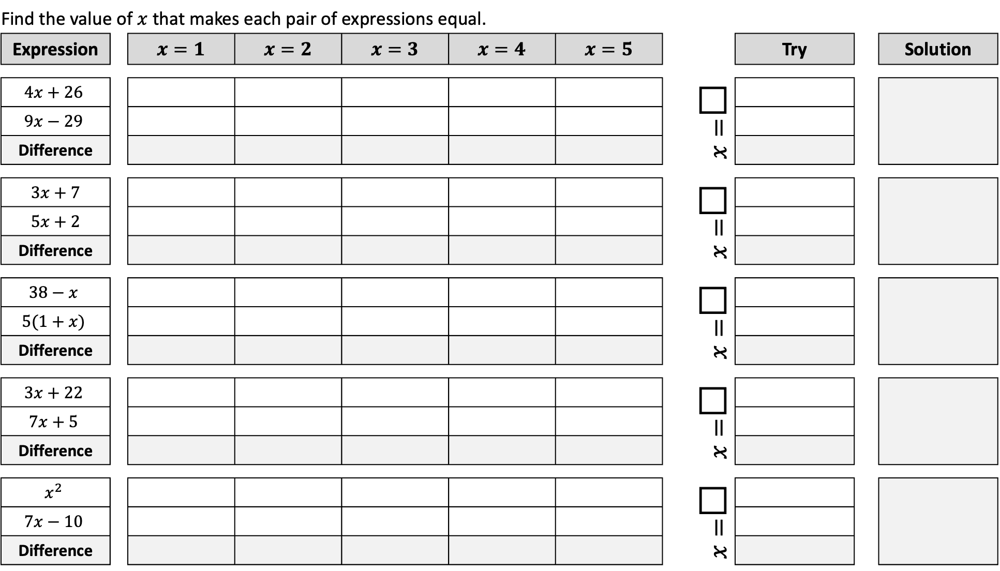 Find the value of x that makes each pair of expressions equal.
Expression x = 1 x = 2 x = 3 x = 4 x = 5 Try Solution
4x + 26
9x − 29
Difference
x = □
3x + 7
5x + 2
Difference
x = □
38 − x
5(1 + x)
Difference
x = □
3x + 22
7x + 5
Difference
x = □
x²
7x − 10
Difference
x = □